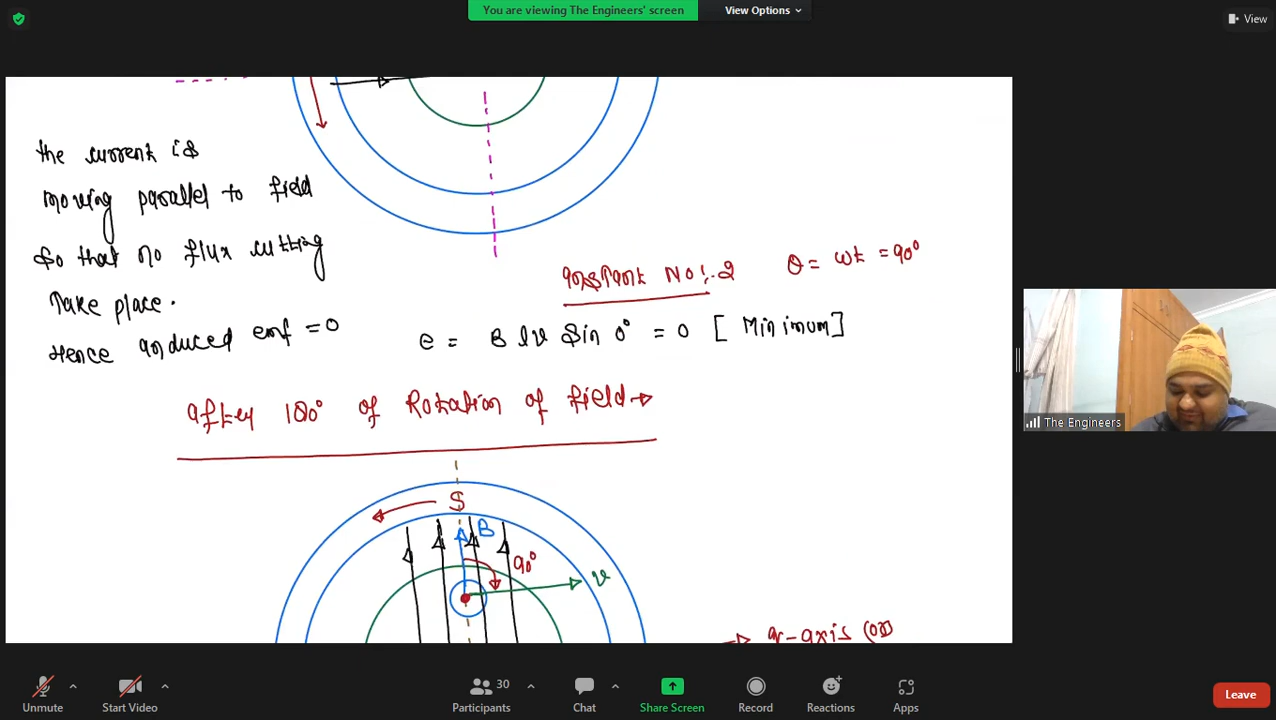 You are viewing The Engineers' screen
View Options
View
the current is
moving parallel to field
So that no flux cutting
Take place.
Hence induced emf = 0
instant No:. 2
θ = ωt = 90°
e = B l v Sin 0° = 0 [ Minimum]
after 180° of Rotation of field →
S
B
90°
v
The Engineers
Unmute
Start Video
Participants
30
Chat
Share Screen
Record
Reactions
Apps
Leave